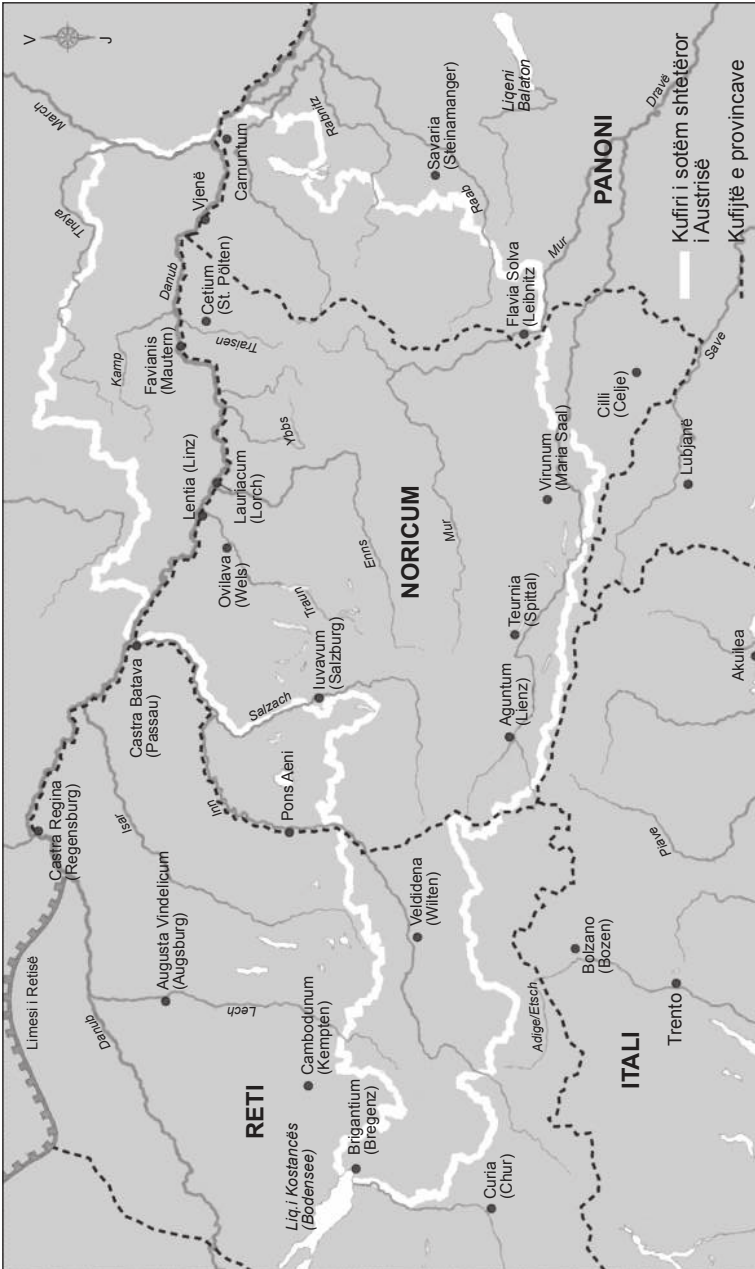 V
J
Limesi i Retisë
Castra Regina
(Regensburg)
Danub
Augusta Vindelicum
(Augsburg)
Lech
Isar
Castra Batava
(Passau)
Lentia (Linz)
Lauriacum
(Lorch)
Ovilava
(Wels)
Traun
Enns
Ybbs
Kamp
Thaya
March
Favianis
(Mautern)
Danub
Cetium
(St. Pölten)
Traisen
Vjenë
Carnuntum
Rabnitz
Savaria
(Steinamanger)
Raab
Liqeni
Balaton
RETI
Cambodunum
(Kempten)
Liq.i Kostancës
(Bodensee)
Brigantium
(Bregenz)
Curia
(Chur)
Inn
Pons Aeni
Salzach
Iuvavum
(Salzburg)
NORICUM
Mur
Veldidena
(Wilten)
Aguntum
(Lienz)
Teurnia
(Spittal)
Virunum
(Maria Saal)
Flavia Solva
(Leibnitz)
Mur
PANONI
Dravë
Cilli
(Celje)
Save
Lubjanë
Adige/Etsch
Bolzano
(Bozen)
Trento
ITALI
Piave
Akuilea
Kufiri i sotëm shtetëror
i Austrisë
Kufijtë e provincave